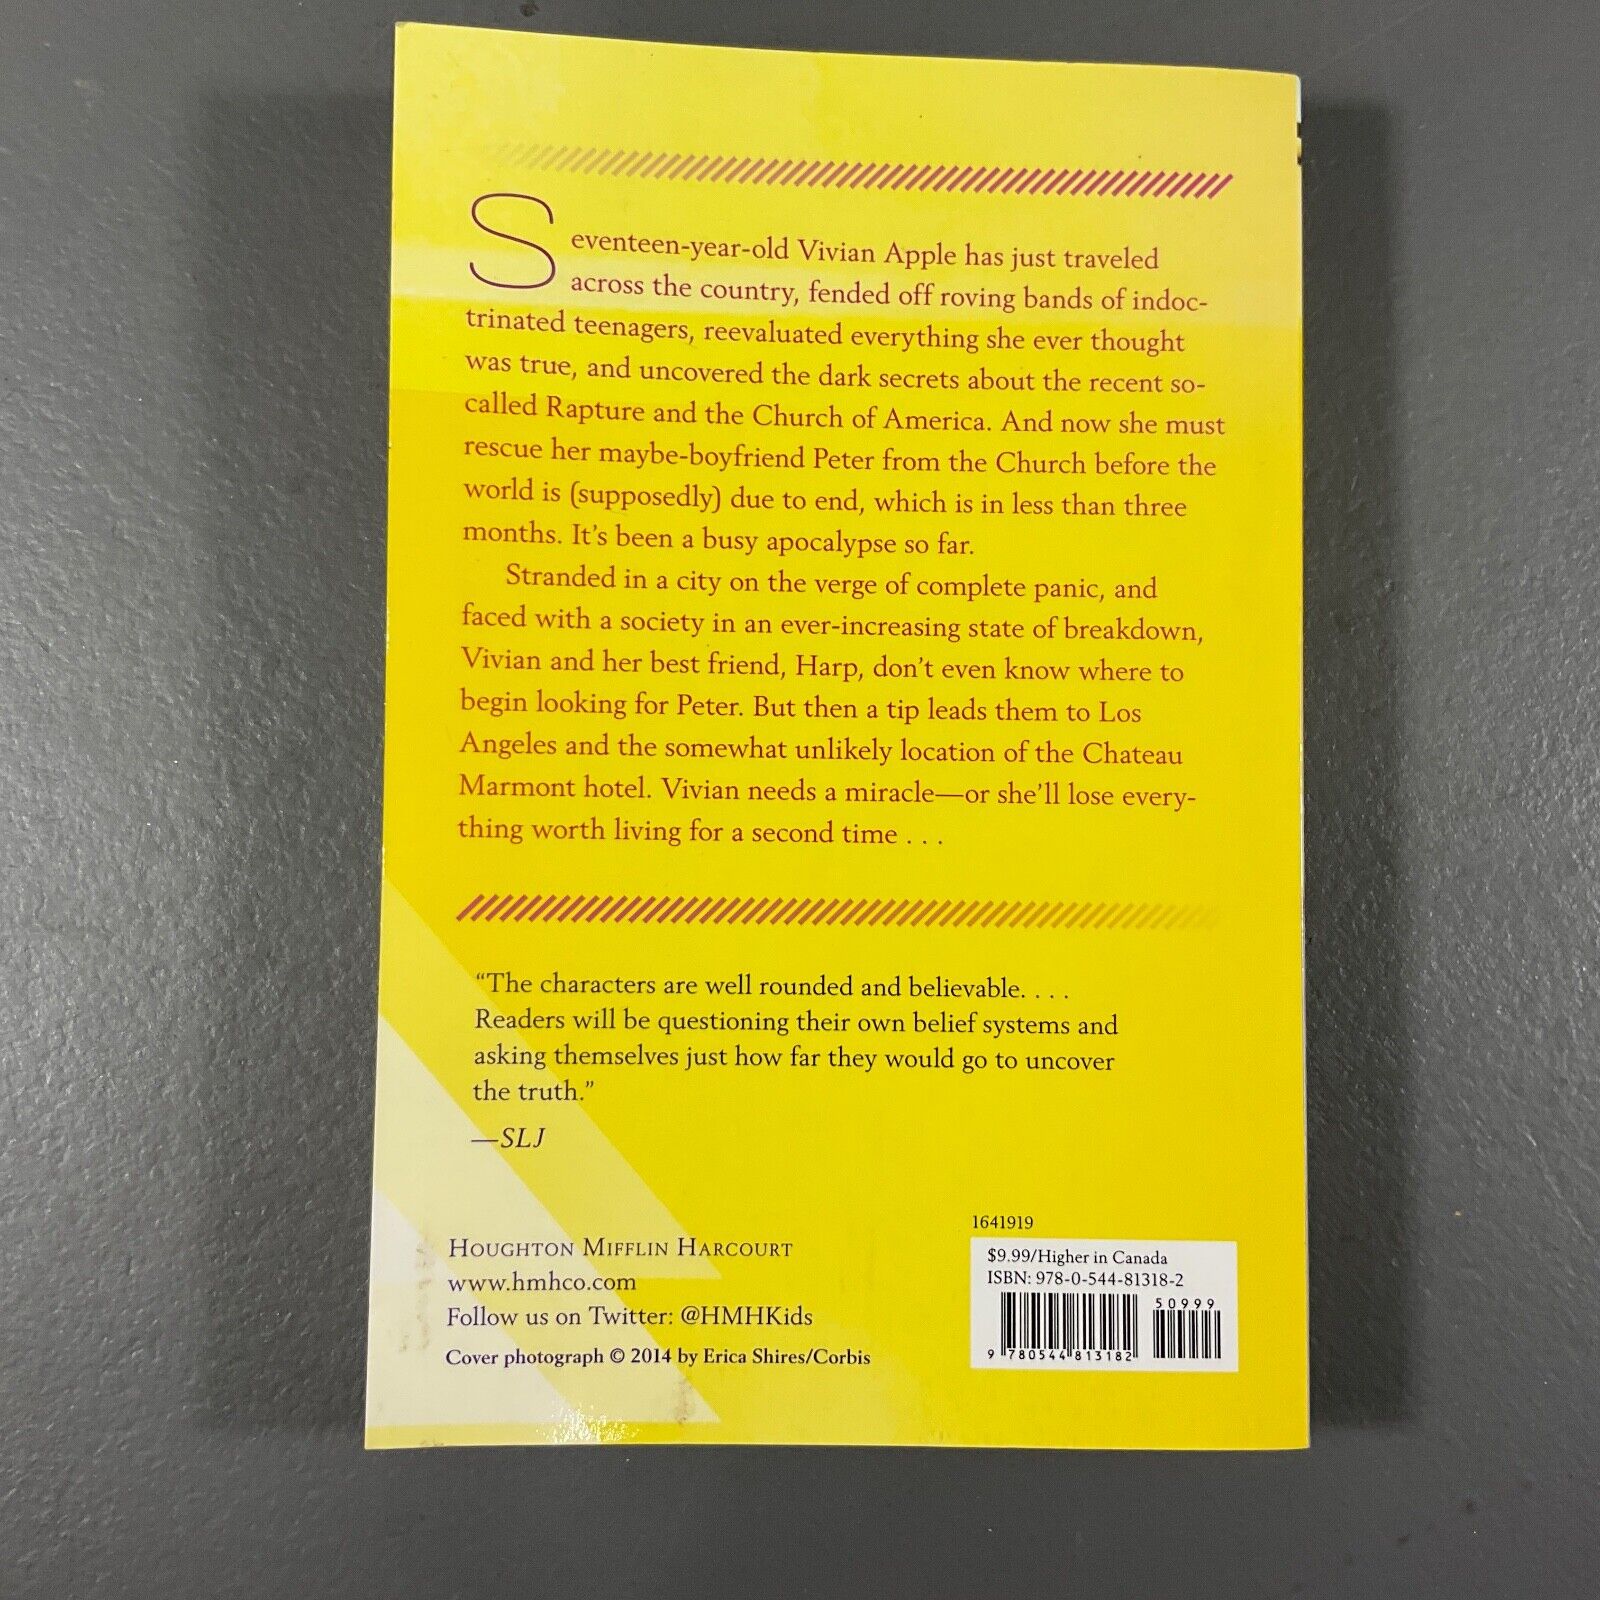 Seventeen-year-old Vivian Apple has just traveled
across the country, fended off roving bands of indoc-
trinated teenagers, reevaluated everything she ever thought
was true, and uncovered the dark secrets about the recent so-
called Rapture and the Church of America. And now she must
rescue her maybe-boyfriend Peter from the Church before the
world is (supposedly) due to end, which is in less than three
months. It's been a busy apocalypse so far.
Stranded in a city on the verge of complete panic, and
faced with a society in an ever-increasing state of breakdown,
Vivian and her best friend, Harp, don't even know where to
begin looking for Peter. But then a tip leads them to Los
Angeles and the somewhat unlikely location of the Chateau
Marmont hotel. Vivian needs a miracle—or she'll lose every-
thing worth living for a second time . . .
“The characters are well rounded and believable. . . .
Readers will be questioning their own belief systems and
asking themselves just how far they would go to uncover
the truth.”
—SLJ
HOUGHTON MIFFLIN HARCOURT
www.hmhco.com
Follow us on Twitter: @HMHKids
Cover photograph © 2014 by Erica Shires/Corbis
1641919
$9.99/Higher in Canada
ISBN: 978-0-544-81318-2
50999
9 780544 813182